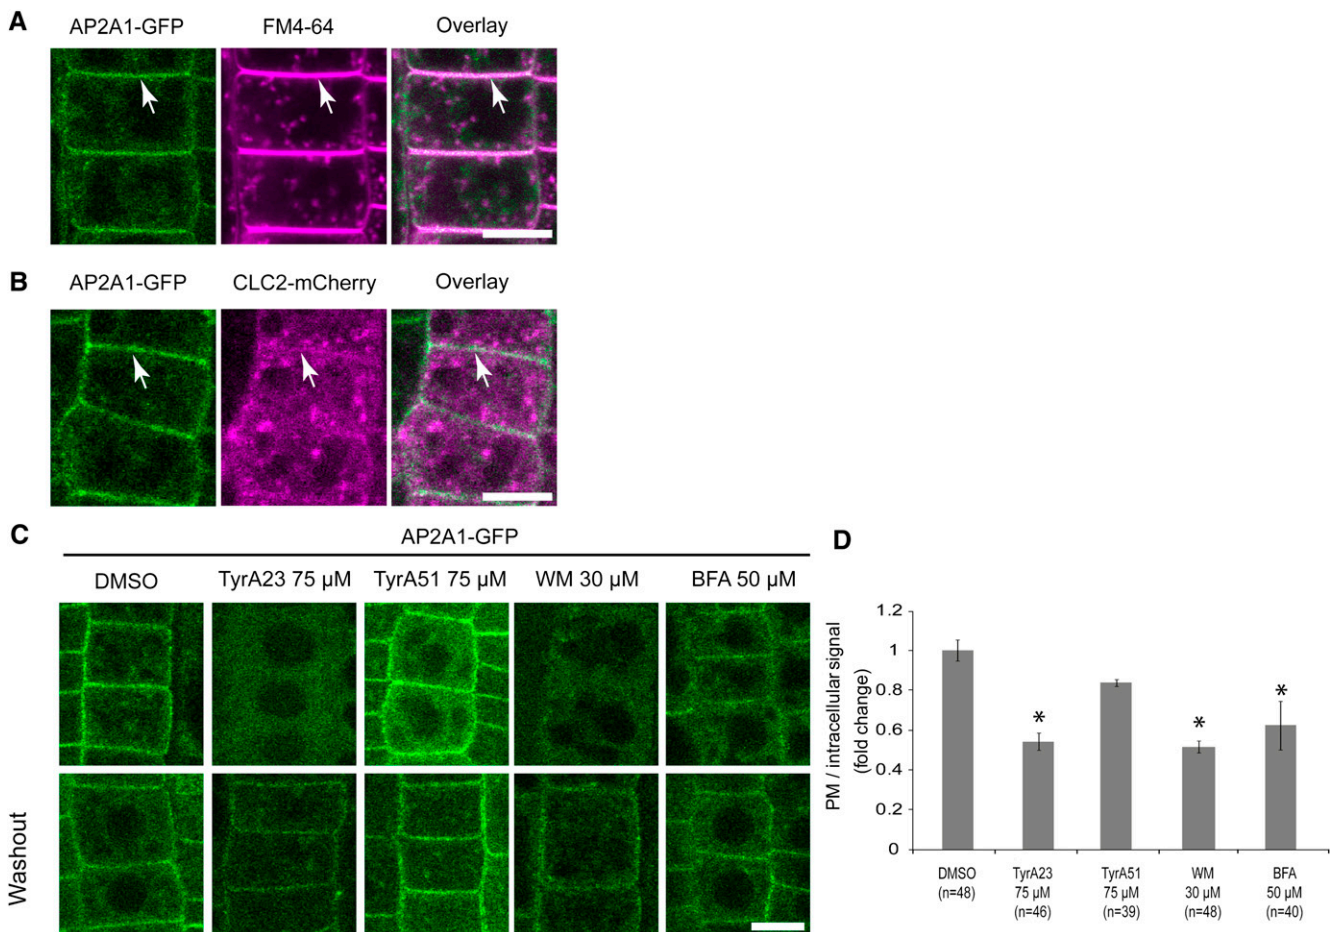 A
AP2A1-GFP FM4-64 Overlay
B
AP2A1-GFP CLC2-mCherry Overlay
C
AP2A1-GFP
DMSO TyrA23 75 µM TyrA51 75 µM WM 30 µM BFA 50 µM
Washout
D
PM / intracellular signal
(fold change)
1.2
1
0.8
0.6
0.4
0.2
0
* * *
DMSO
(n=48)
TyrA23
75 µM
(n=46)
TyrA51
75 µM
(n=39)
WM
30 µM
(n=48)
BFA
50 µM
(n=40)